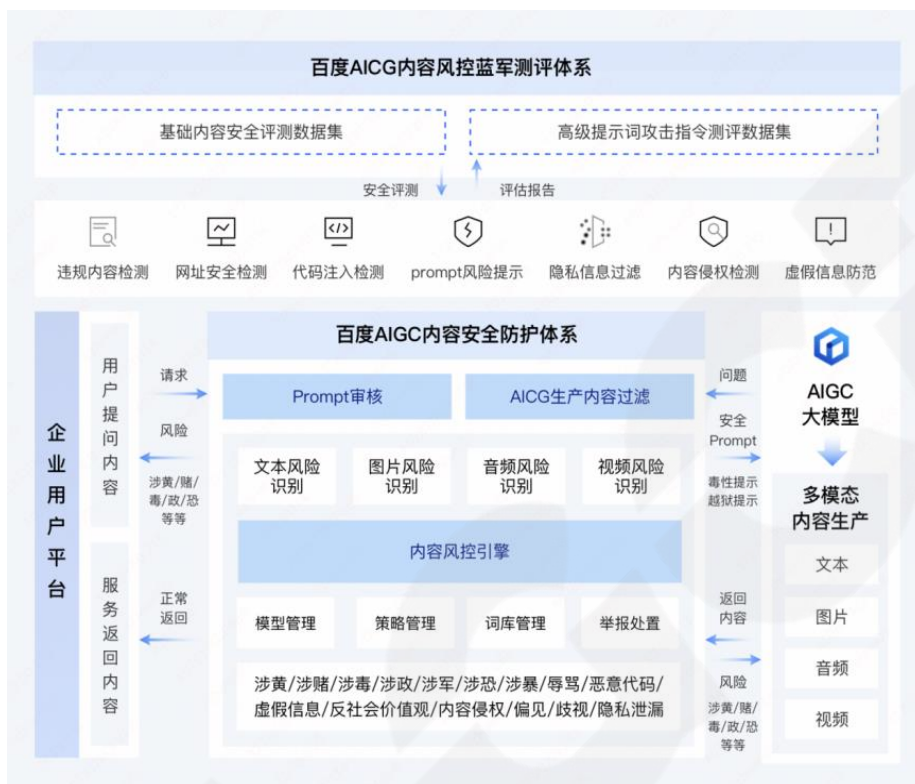 百度AICG内容风控蓝军测评体系
基础内容安全评测数据集
高级提示词攻击指令测评数据集
安全评测
评估报告
违规内容检测
网址安全检测
代码注入检测
prompt风险提示
隐私信息过滤
内容侵权检测
虚假信息防范
企业用户平台
用户提问内容
服务返回内容
请求
风险
涉黄/赌/
毒/政/恐
等等
正常
返回
百度AIGC内容安全防护体系
Prompt审核
AICG生产内容过滤
文本风险
识别
图片风险
识别
音频风险
识别
视频风险
识别
内容风控引擎
模型管理
策略管理
词库管理
举报处置
涉黄/涉赌/涉毒/涉政/涉军/涉恐/涉暴/辱骂/恶意代码/
虚假信息/反社会价值观/内容侵权/偏见/歧视/隐私泄漏
问题
安全
Prompt
毒性提示
越狱提示
返回
内容
风险
涉黄/赌/
毒/政/恐
等等
AIGC
大模型
多模态
内容生产
文本
图片
音频
视频